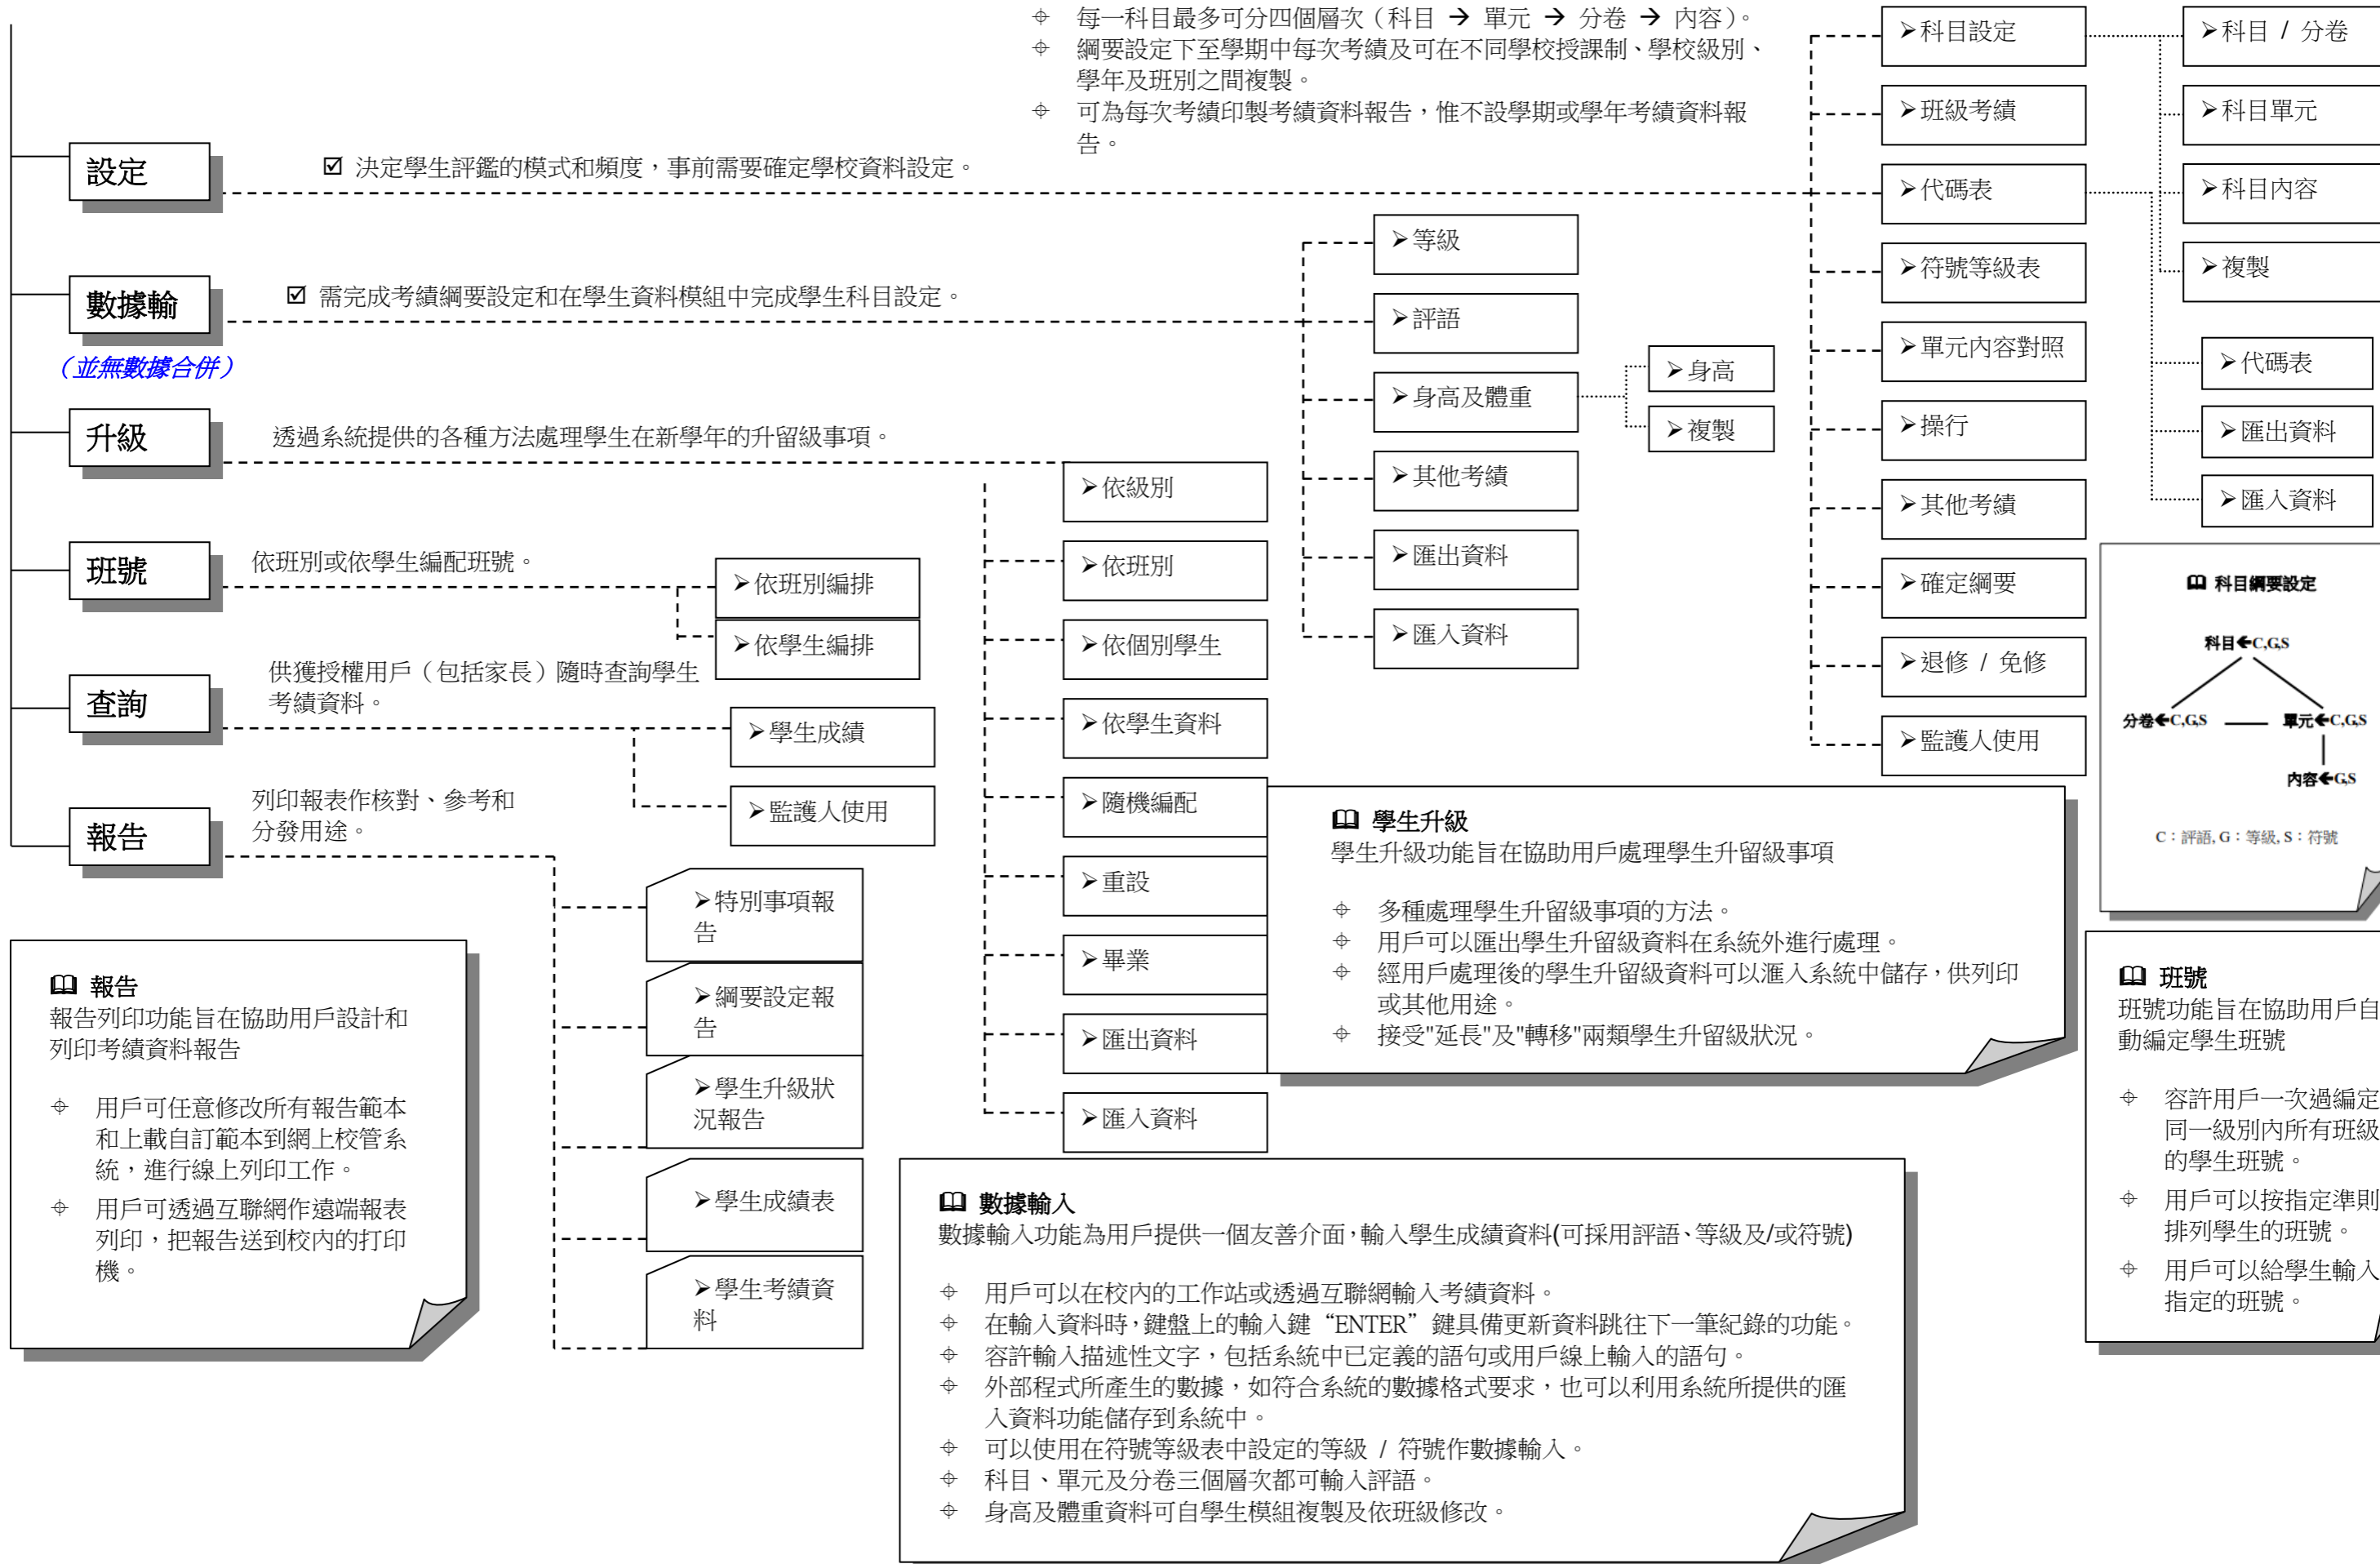 ⌖ 每一科目最多可分四個層次（科目 → 單元 → 分卷 → 內容）。
⌖ 綱要設定下至學期中每次考績及可在不同學校授課制、學校級別、
學年及班別之間複製。
⌖ 可為每次考績印製考績資料報告，惟不設學期或學年考績資料報
告。
設定
☑ 決定學生評鑑的模式和頻度，事前需要確定學校資料設定。
➢科目設定
➢班級考績
➢代碼表
➢符號等級表
➢單元內容對照
➢操行
➢其他考績
➢確定綱要
➢退修 / 免修
➢監護人使用
➢科目 / 分卷
➢科目單元
➢科目內容
➢複製
➢代碼表
➢匯出資料
➢匯入資料
數據輸
☑ 需完成考績綱要設定和在學生資料模組中完成學生科目設定。
（並無數據合併）
➢等級
➢評語
➢身高及體重
➢其他考績
➢匯出資料
➢匯入資料
➢身高
➢複製
升級
透過系統提供的各種方法處理學生在新學年的升留級事項。
➢依級別
➢依班別
➢依個別學生
➢依學生資料
➢隨機編配
➢重設
➢畢業
➢匯出資料
➢匯入資料
班號
依班別或依學生編配班號。
➢依班別編排
➢依學生編排
查詢
供獲授權用戶（包括家長）隨時查詢學生
考績資料。
➢學生成績
➢監護人使用
報告
列印報表作核對、參考和
分發用途。
➢特別事項報
告
➢綱要設定報
告
➢學生升級狀
況報告
➢學生成績表
➢學生考績資
料
🕮 科目綱要設定
科目🡸C,G,S
分卷🡸C,G,S
單元🡸C,G,S
內容🡸G,S
C：評語, G：等級, S：符號
🕮 學生升級
學生升級功能旨在協助用戶處理學生升留級事項
⌖ 多種處理學生升留級事項的方法。
⌖ 用戶可以匯出學生升留級資料在系統外進行處理。
⌖ 經用戶處理後的學生升留級資料可以滙入系統中儲存，供列印
或其他用途。
⌖ 接受"延長"及"轉移"兩類學生升留級狀況。
🕮 報告
報告列印功能旨在協助用戶設計和
列印考績資料報告
⌖ 用戶可任意修改所有報告範本
和上載自訂範本到網上校管系
統，進行線上列印工作。
⌖ 用戶可透過互聯網作遠端報表
列印，把報告送到校內的打印
機。
🕮 班號
班號功能旨在協助用戶自
動編定學生班號
⌖ 容許用戶一次過編定
同一級別內所有班級
的學生班號。
⌖ 用戶可以按指定準則
排列學生的班號。
⌖ 用戶可以給學生輸入
指定的班號。
🕮 數據輸入
數據輸入功能為用戶提供一個友善介面，輸入學生成績資料(可採用評語、等級及/或符號)
⌖ 用戶可以在校內的工作站或透過互聯網輸入考績資料。
⌖ 在輸入資料時，鍵盤上的輸入鍵“ENTER”鍵具備更新資料跳往下一筆紀錄的功能。
⌖ 容許輸入描述性文字，包括系統中已定義的語句或用戶線上輸入的語句。
⌖ 外部程式所產生的數據，如符合系統的數據格式要求，也可以利用系統所提供的匯
入資料功能儲存到系統中。
⌖ 可以使用在符號等級表中設定的等級 / 符號作數據輸入。
⌖ 科目、單元及分卷三個層次都可輸入評語。
⌖ 身高及體重資料可自學生模組複製及依班級修改。